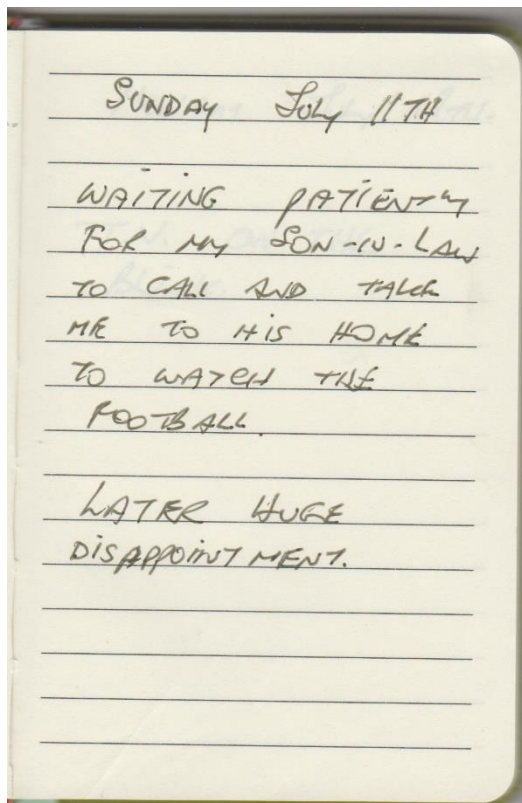 SUNDAY JULY 11TH
WAITING PATIENTLY
FOR MY SON-IN-LAW
TO CALL AND TAKE
ME TO HIS HOME
TO WATCH THE
FOOTBALL.
LATER HUGE
DISAPPOINTMENT.